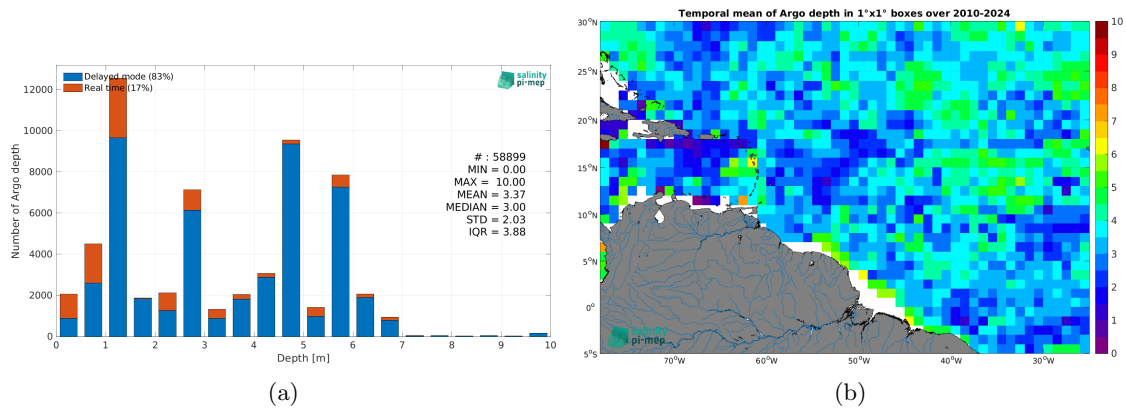 Temporal mean of Argo depth in 1°x1° boxes over 2010-2024
Delayed mode (83%)
Real time (17%)
salinity
pi-mep
# : 58899
MIN = 0.00
MAX = 10.00
MEAN = 3.37
MEDIAN = 3.00
STD = 2.03
IQR = 3.88
Number of Argo depth
12000
10000
8000
6000
4000
2000
0
0 1 2 3 4 5 6 7 8 9 10
Depth [m]
(a)
30°N
25°N
20°N
15°N
10°N
5°N
0°
5°S
70°W 60°W 50°W 40°W 30°W
salinity
pi-mep
10
9
8
7
6
5
4
3
2
1
0
(b)